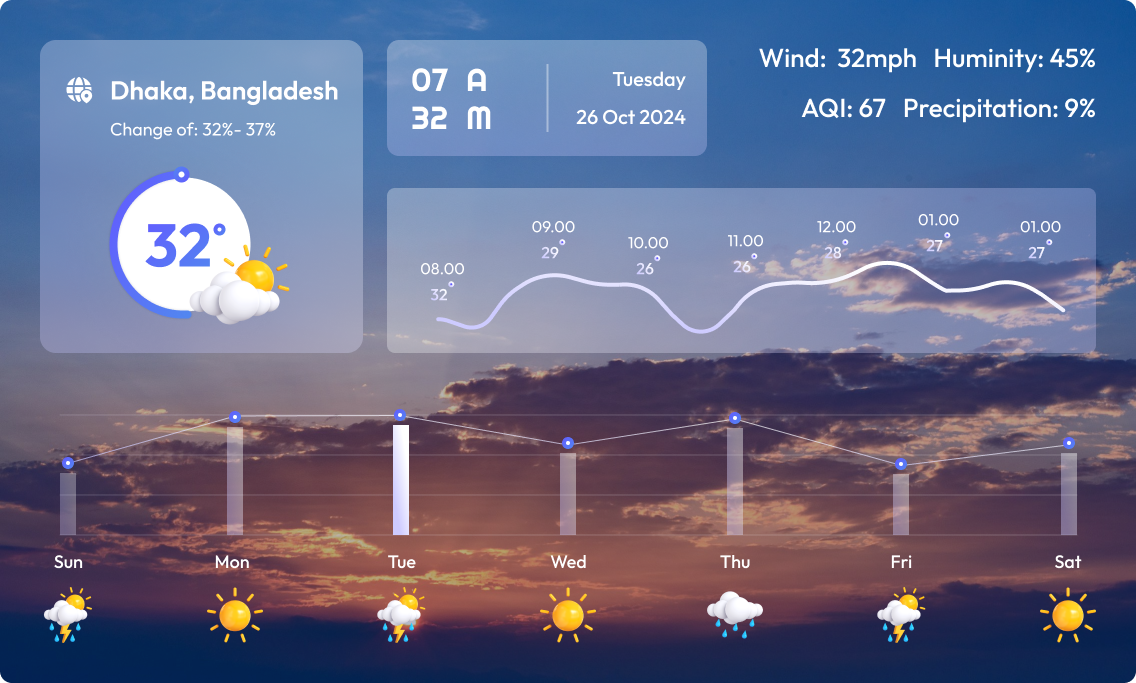 Dhaka, Bangladesh
Change of: 32%- 37%
32°
07 AM
32
Tuesday
26 Oct 2024
Wind: 32mph Huminity: 45%
AQI: 67 Precipitation: 9%
08.00
32°
09.00
29°
10.00
26°
11.00
26°
12.00
28°
01.00
27°
01.00
27°
Sun Mon Tue Wed Thu Fri Sat